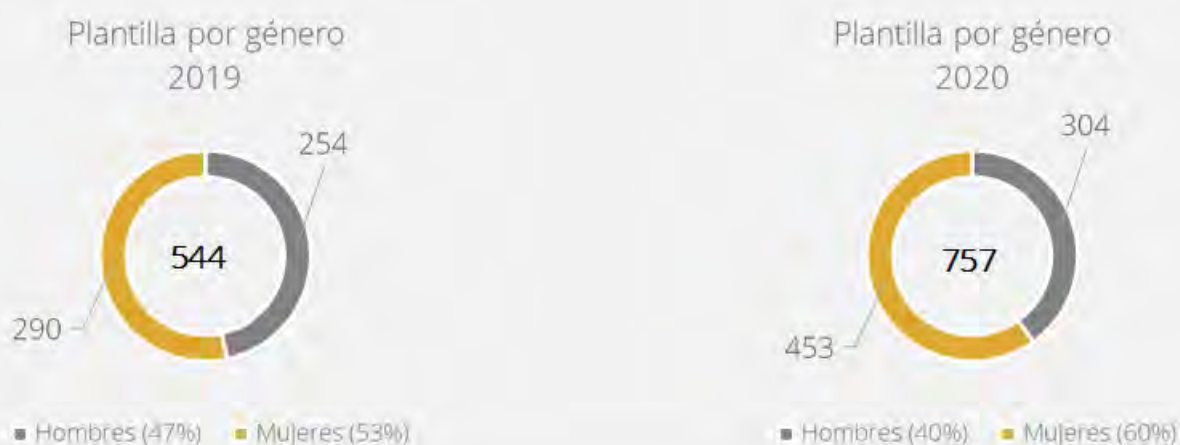 Plantilla por género
2019
254
544
290
■ Hombres (47%) ■ Mujeres (53%)
Plantilla por género
2020
304
757
453
■ Hombres (40%) ■ Mujeres (60%)